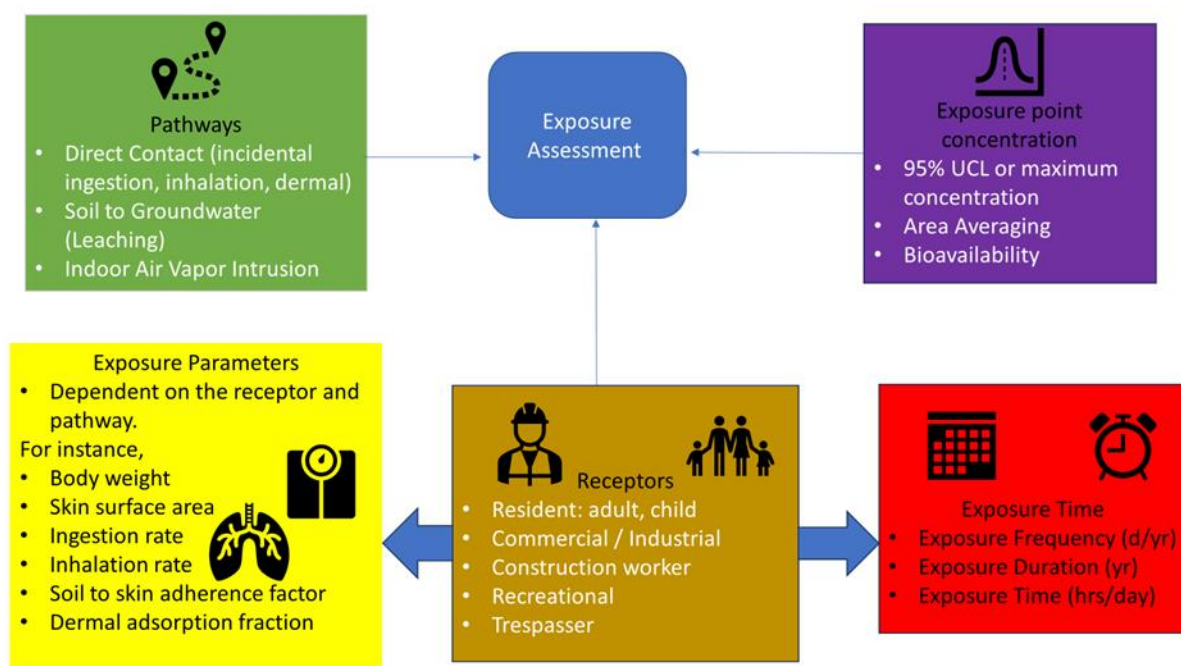 Pathways
• Direct Contact (incidental
ingestion, inhalation, dermal)
• Soil to Groundwater
(Leaching)
• Indoor Air Vapor Intrusion
Exposure
Assessment
Exposure point
concentration
• 95% UCL or maximum
concentration
• Area Averaging
• Bioavailability
Exposure Parameters
• Dependent on the receptor and
pathway.
For instance,
• Body weight
• Skin surface area
• Ingestion rate
• Inhalation rate
• Soil to skin adherence factor
• Dermal adsorption fraction
Receptors
• Resident: adult, child
• Commercial / Industrial
• Construction worker
• Recreational
• Trespasser
Exposure Time
• Exposure Frequency (d/yr)
• Exposure Duration (yr)
• Exposure Time (hrs/day)